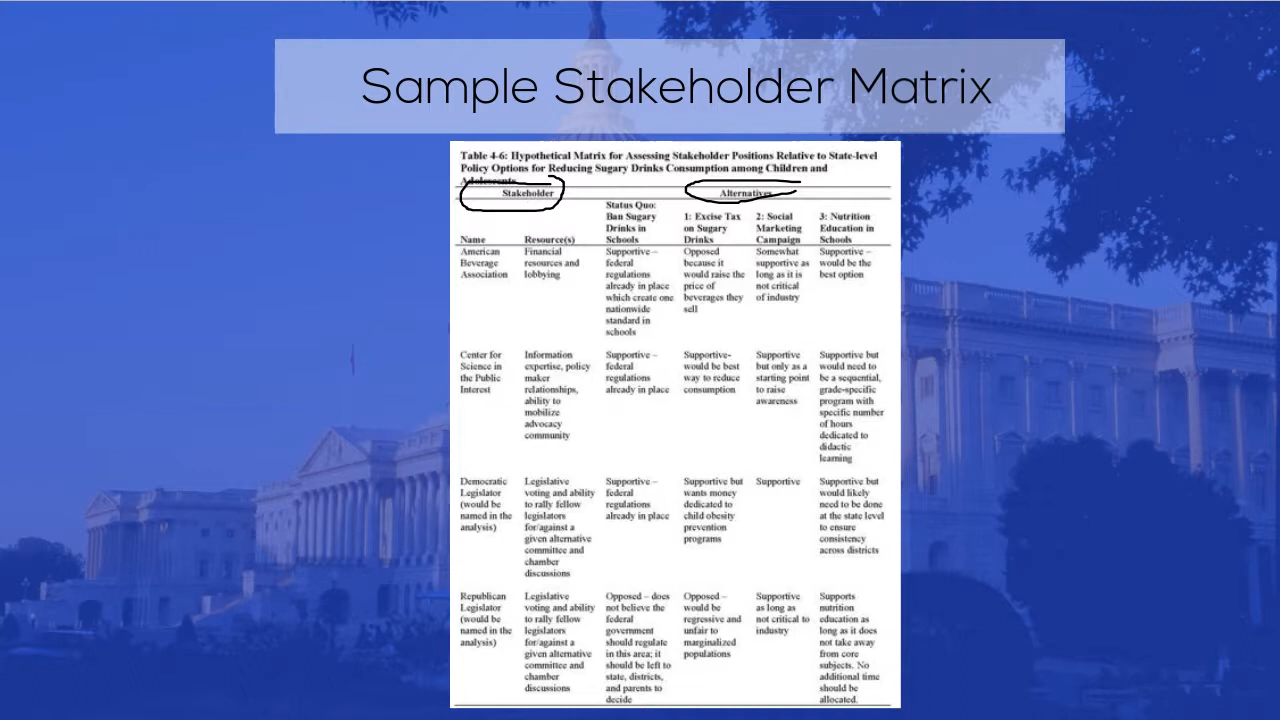 Sample Stakeholder Matrix
Table 4-6: Hypothetical Matrix for Assessing Stakeholder Positions Relative to State-level
Policy Options for Reducing Sugary Drinks Consumption among Children and
Adolescents
Stakeholder
Alternatives
Name
Resource(s)
Status Quo:
Ban Sugary
Drinks in
Schools
1: Excise Tax
on Sugary
Drinks
2: Social
Marketing
Campaign
3: Nutrition
Education in
Schools
American
Beverage
Association
Financial
resources and
lobbying
Supportive –
federal
regulations
already in place
which create one
nationwide
standard in
schools
Opposed
because it
would raise the
price of
beverages they
sell
Somewhat
supportive as
long as it is
not critical
of industry
Supportive –
would be the
best option
Center for
Science in
the Public
Interest
Information
expertise, policy
maker
relationships,
ability to
mobilize
advocacy
community
Supportive –
federal
regulations
already in place
Supportive-
would be best
way to reduce
consumption
Supportive
but only as a
starting point
to raise
awareness
Supportive but
would need to
be a sequential,
grade-specific
program with
specific number
of hours
dedicated to
didactic
learning
Democratic
Legislator
(would be
named in the
analysis)
Legislative
voting and ability
to rally fellow
legislators
for/against a
given alternative
committee and
chamber
discussions
Supportive –
federal
regulations
already in place
Supportive but
wants money
dedicated to
child obesity
prevention
programs
Supportive
Supportive but
would likely
need to be done
at the state level
to ensure
consistency
across districts
Republican
Legislator
(would be
named in the
analysis)
Legislative
voting and ability
to rally fellow
legislators
for/against a
given alternative
committee and
chamber
discussions
Opposed – does
not believe the
federal
government
should regulate
in this area; it
should be left to
state, districts,
and parents to
decide
Opposed –
would be
regressive and
unfair to
marginalized
populations
Supportive
as long as
not critical to
industry
Supports
nutrition
education as
long as it does
not take away
from core
subjects. No
additional time
should be
allocated.